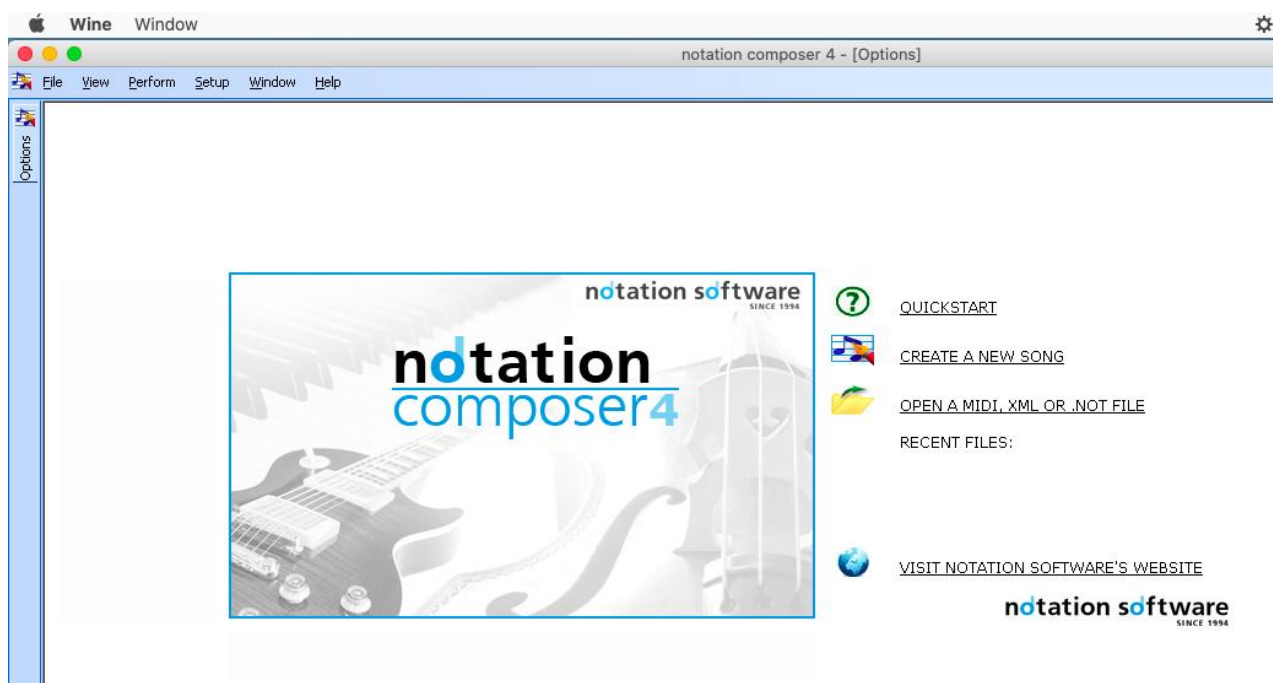 Wine Window
notation composer 4 - [Options]
File View Perform Setup Window Help
Options
notation software
SINCE 1994
notation
composer4
QUICKSTART
CREATE A NEW SONG
OPEN A MIDI, XML OR .NOT FILE
RECENT FILES:
VISIT NOTATION SOFTWARE'S WEBSITE
notation software
SINCE 1994